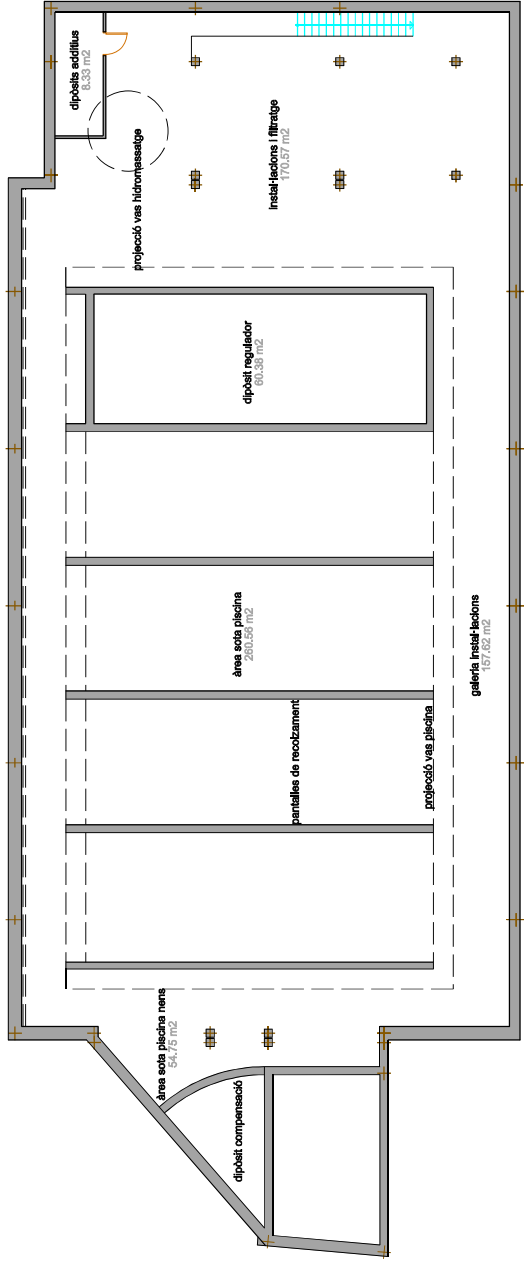 dipòsits additius
8.33 m2
projecció vas hidromassatge
instal·lacions i filtratge
170.57 m2
dipòsit regulador
60.38 m2
àrea sota piscina
260.56 m2
galeria instal·lacions
157.62 m2
pantalles de recolzament
projecció vas piscina
àrea sota piscina nens
54.75 m2
dipòsit compensació